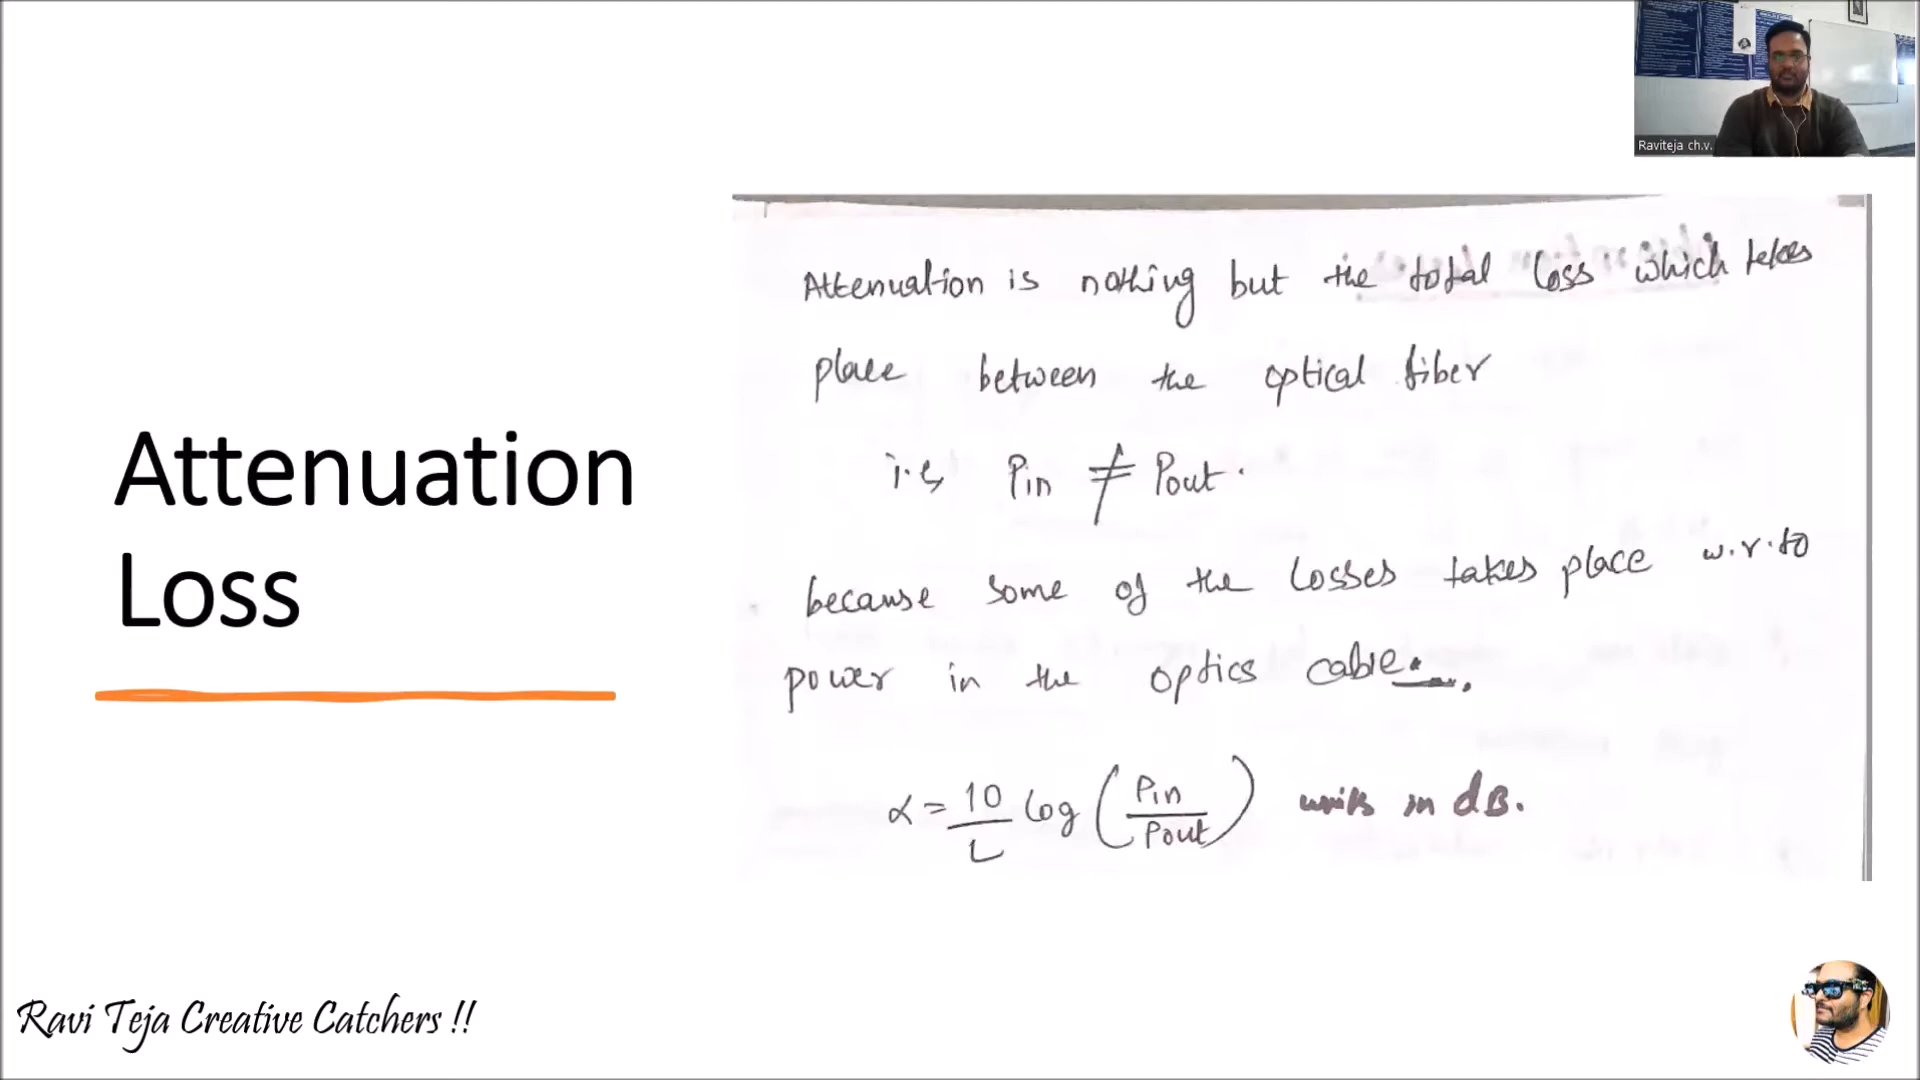 Raviteja ch.v.
Attenuation
Loss
Attenuation is nothing but the total loss which takes
place between the optical fiber
i.e, Pin ≠ Pout.
because some of the losses takes place w.r.to
power in the optics cable.
α = 10/L log (Pin/Pout) units in dB.
Ravi Teja Creative Catchers !!